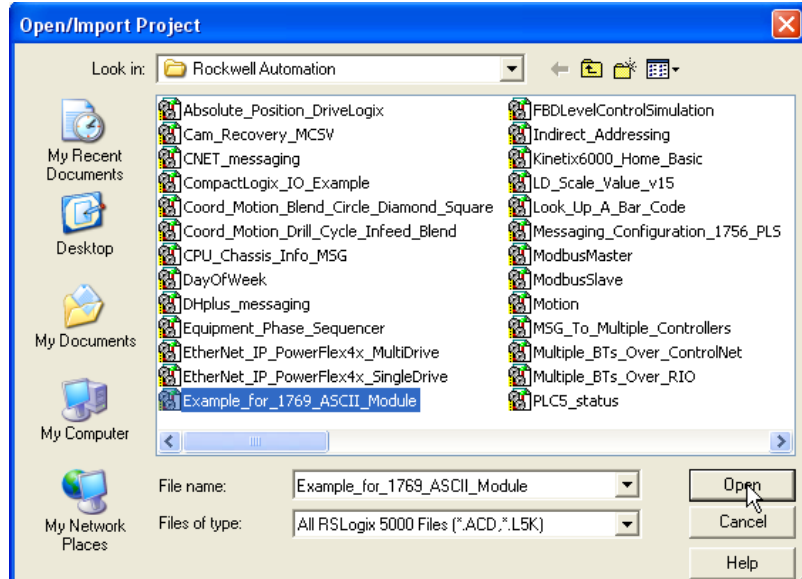 Open/Import Project
Look in:
Rockwell Automation
My Recent
Documents
Desktop
My Documents
My Computer
My Network
Places
Absolute_Position_DriveLogix
Cam_Recovery_MCSV
CNET_messaging
CompactLogix_IO_Example
Coord_Motion_Blend_Circle_Diamond_Square
Coord_Motion_Drill_Cycle_Infeed_Blend
CPU_Chassis_Info_MSG
DayOfWeek
DHplus_messaging
Equipment_Phase_Sequencer
EtherNet_IP_PowerFlex4x_MultiDrive
EtherNet_IP_PowerFlex4x_SingleDrive
Example_for_1769_ASCII_Module
FBDLevelControlSimulation
Indirect_Addressing
Kinetix6000_Home_Basic
LD_Scale_Value_v15
Look_Up_A_Bar_Code
Messaging_Configuration_1756_PLS
ModbusMaster
ModbusSlave
Motion
MSG_To_Multiple_Controllers
Multiple_BTs_Over_ControlNet
Multiple_BTs_Over_RIO
PLC5_status
File name:
Example_for_1769_ASCII_Module
Open
Files of type:
All RSLogix 5000 Files (*.ACD,*.L5K)
Cancel
Help